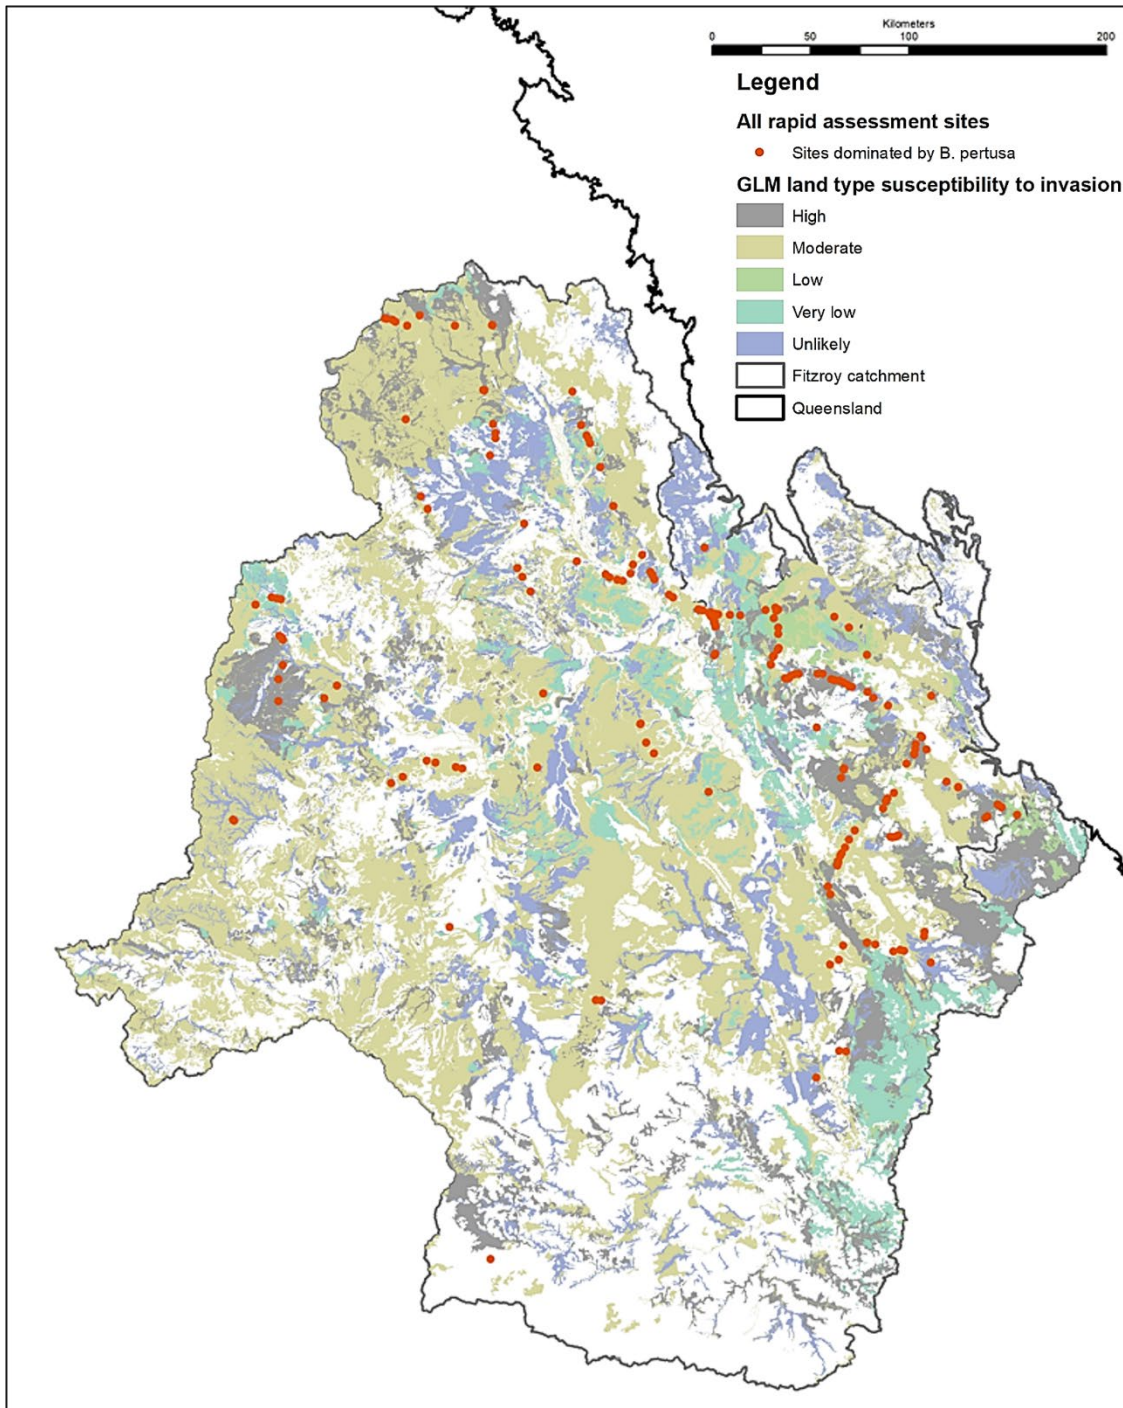 Kilometers
0 50 100 200
Legend
All rapid assessment sites
Sites dominated by B. pertusa
GLM land type susceptibility to invasion
High
Moderate
Low
Very low
Unlikely
Fitzroy catchment
Queensland